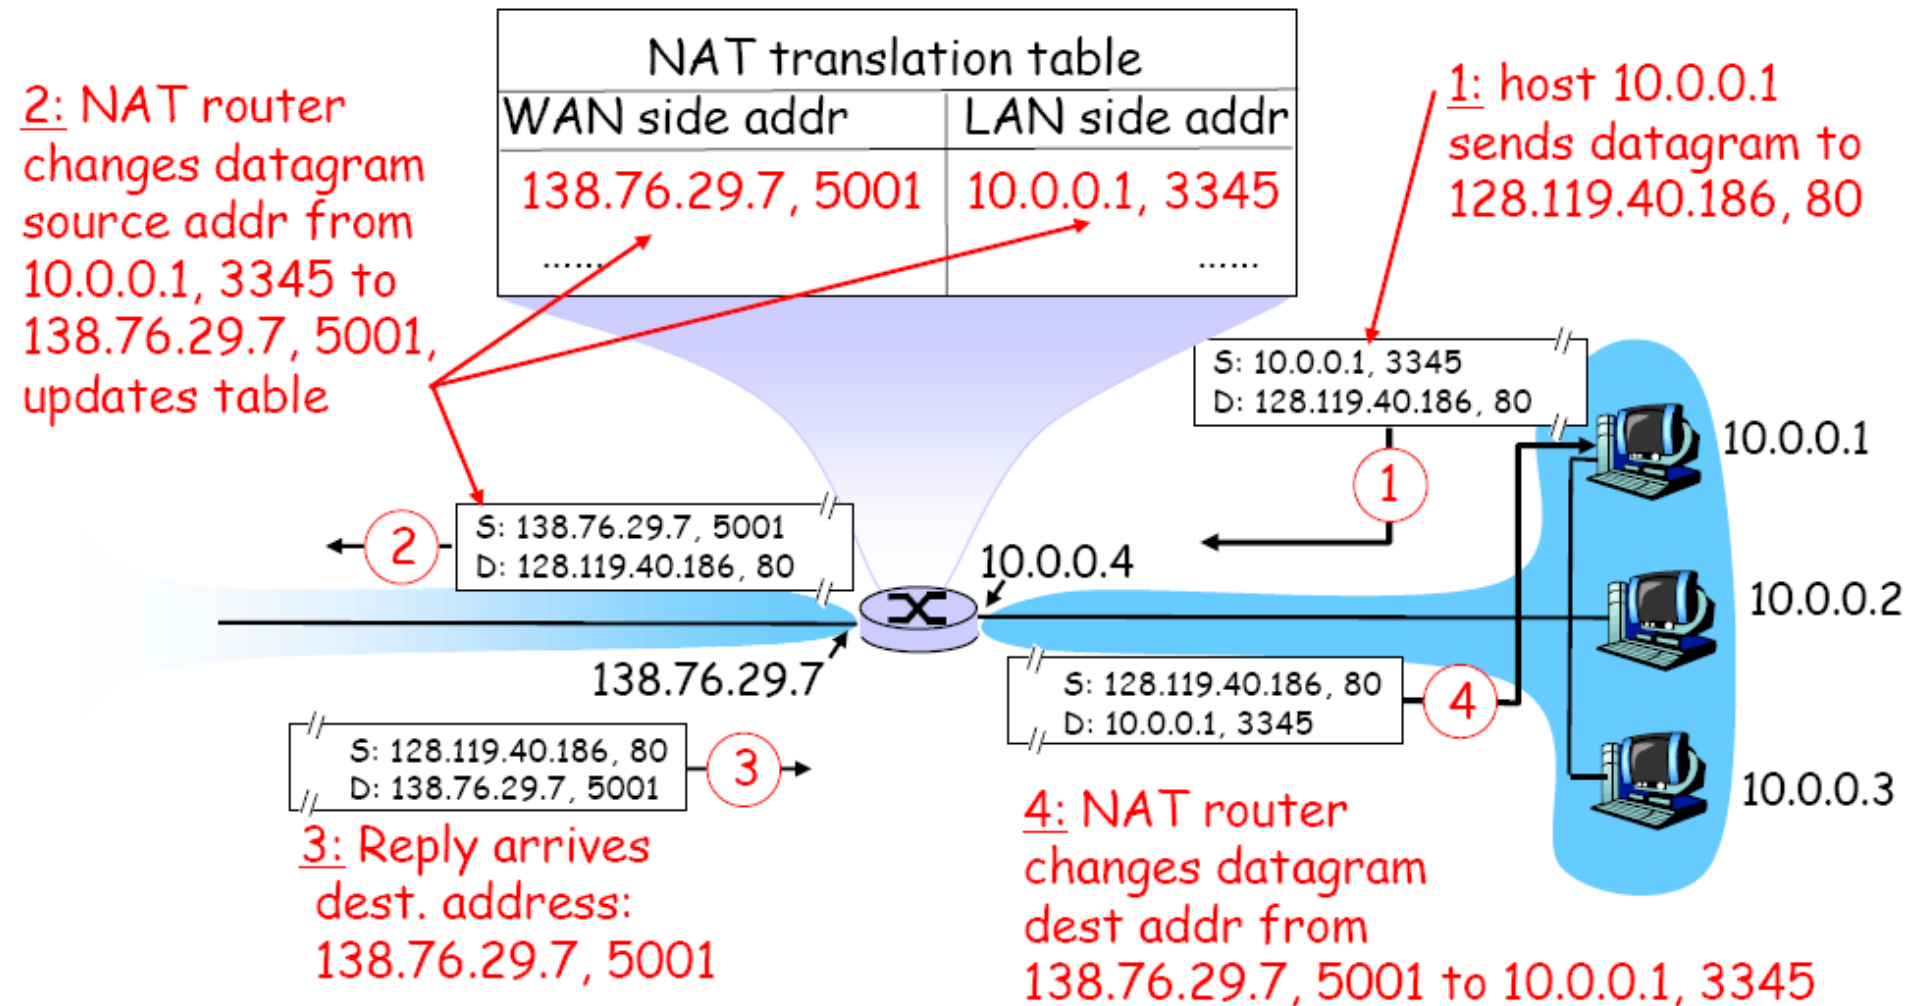 NAT translation table
WAN side addr
LAN side addr
138.76.29.7, 5001
10.0.0.1, 3345
......
......
2: NAT router
changes datagram
source addr from
10.0.0.1, 3345 to
138.76.29.7, 5001,
updates table
1: host 10.0.0.1
sends datagram to
128.119.40.186, 80
S: 10.0.0.1, 3345
D: 128.119.40.186, 80
1
10.0.0.1
S: 138.76.29.7, 5001
D: 128.119.40.186, 80
2
10.0.0.4
10.0.0.2
138.76.29.7
S: 128.119.40.186, 80
D: 10.0.0.1, 3345
4
S: 128.119.40.186, 80
D: 138.76.29.7, 5001
3
10.0.0.3
3: Reply arrives
dest. address:
138.76.29.7, 5001
4: NAT router
changes datagram
dest addr from
138.76.29.7, 5001 to 10.0.0.1, 3345